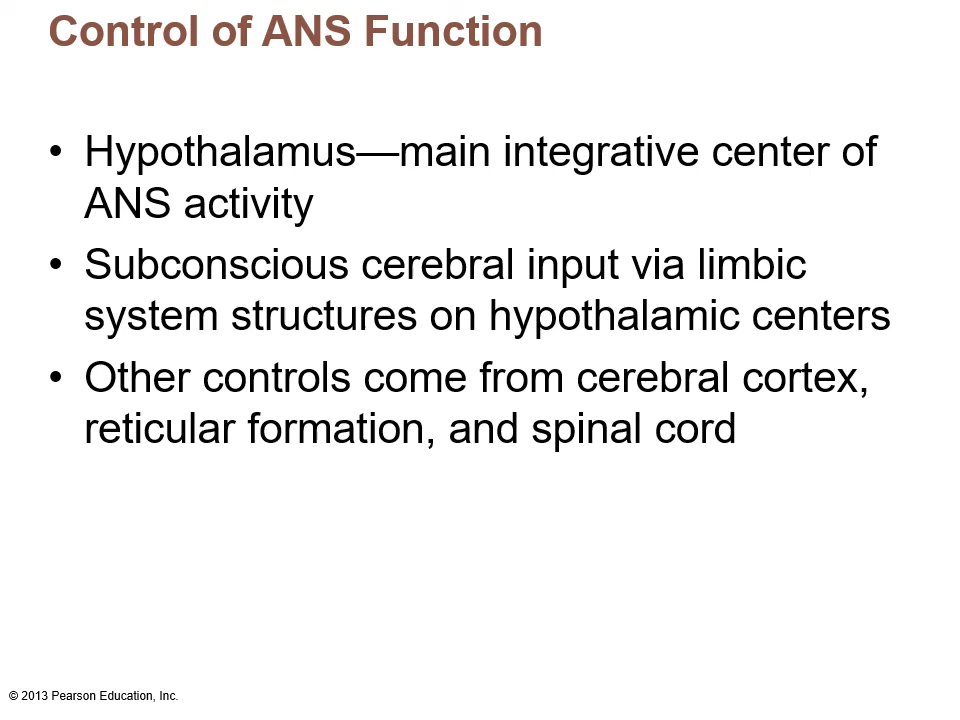 Control of ANS Function
• Hypothalamus—main integrative center of
ANS activity
• Subconscious cerebral input via limbic
system structures on hypothalamic centers
• Other controls come from cerebral cortex,
reticular formation, and spinal cord
© 2013 Pearson Education, Inc.